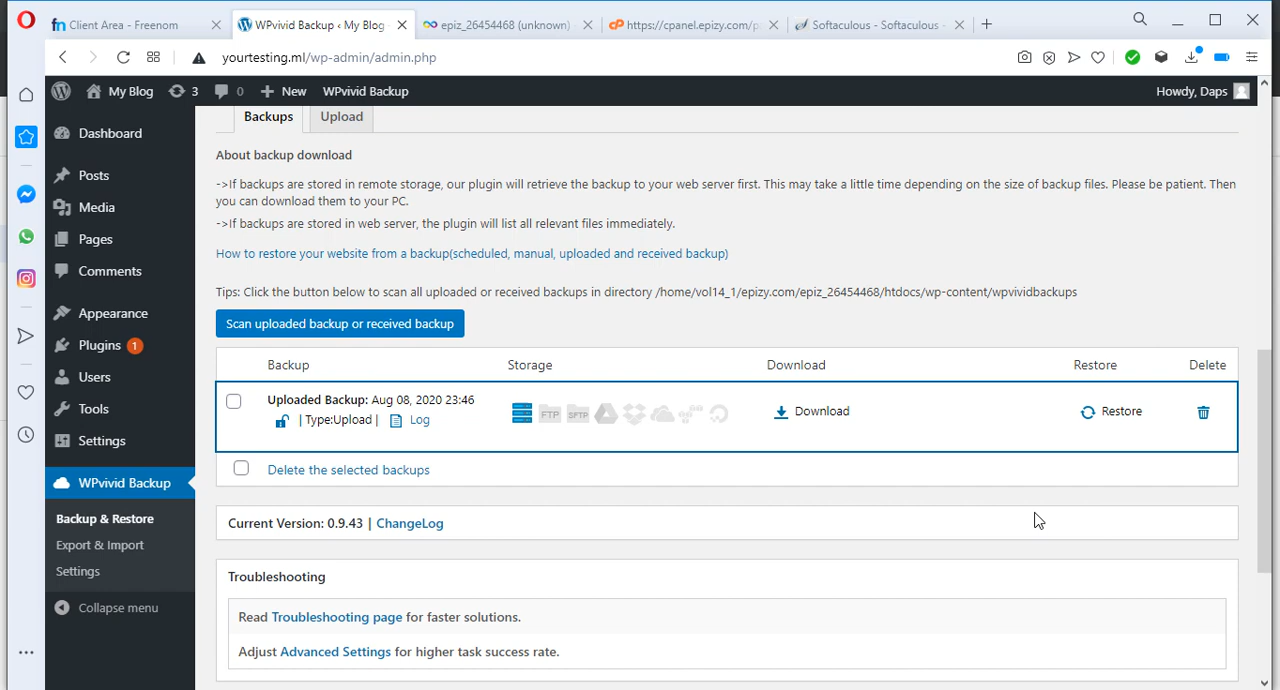 Client Area - Freenom
WPvivid Backup ‹ My Blog
epiz_26454468 (unknown)
https://cpanel.epizy.com/p
Softaculous - Softaculous -
yourtesting.ml/wp-admin/admin.php
My Blog
3
0
New
WPvivid Backup
Howdy, Daps
Dashboard
Posts
Media
Pages
Comments
Appearance
Plugins 1
Users
Tools
Settings
WPvivid Backup
Backup & Restore
Export & Import
Settings
Collapse menu
Backups
Upload
About backup download
->If backups are stored in remote storage, our plugin will retrieve the backup to your web server first. This may take a little time depending on the size of backup files. Please be patient. Then
you can download them to your PC.
->If backups are stored in web server, the plugin will list all relevant files immediately.
How to restore your website from a backup(scheduled, manual, uploaded and received backup)
Tips: Click the button below to scan all uploaded or received backups in directory /home/vol14_1/epizy.com/epiz_26454468/htdocs/wp-content/wpvividbackups
Scan uploaded backup or received backup
Backup Storage Download Restore Delete
Uploaded Backup: Aug 08, 2020 23:46
| Type:Upload | Log
FTP SFTP
Download
Restore
Delete the selected backups
Current Version: 0.9.43 | ChangeLog
Troubleshooting
Read Troubleshooting page for faster solutions.
Adjust Advanced Settings for higher task success rate.